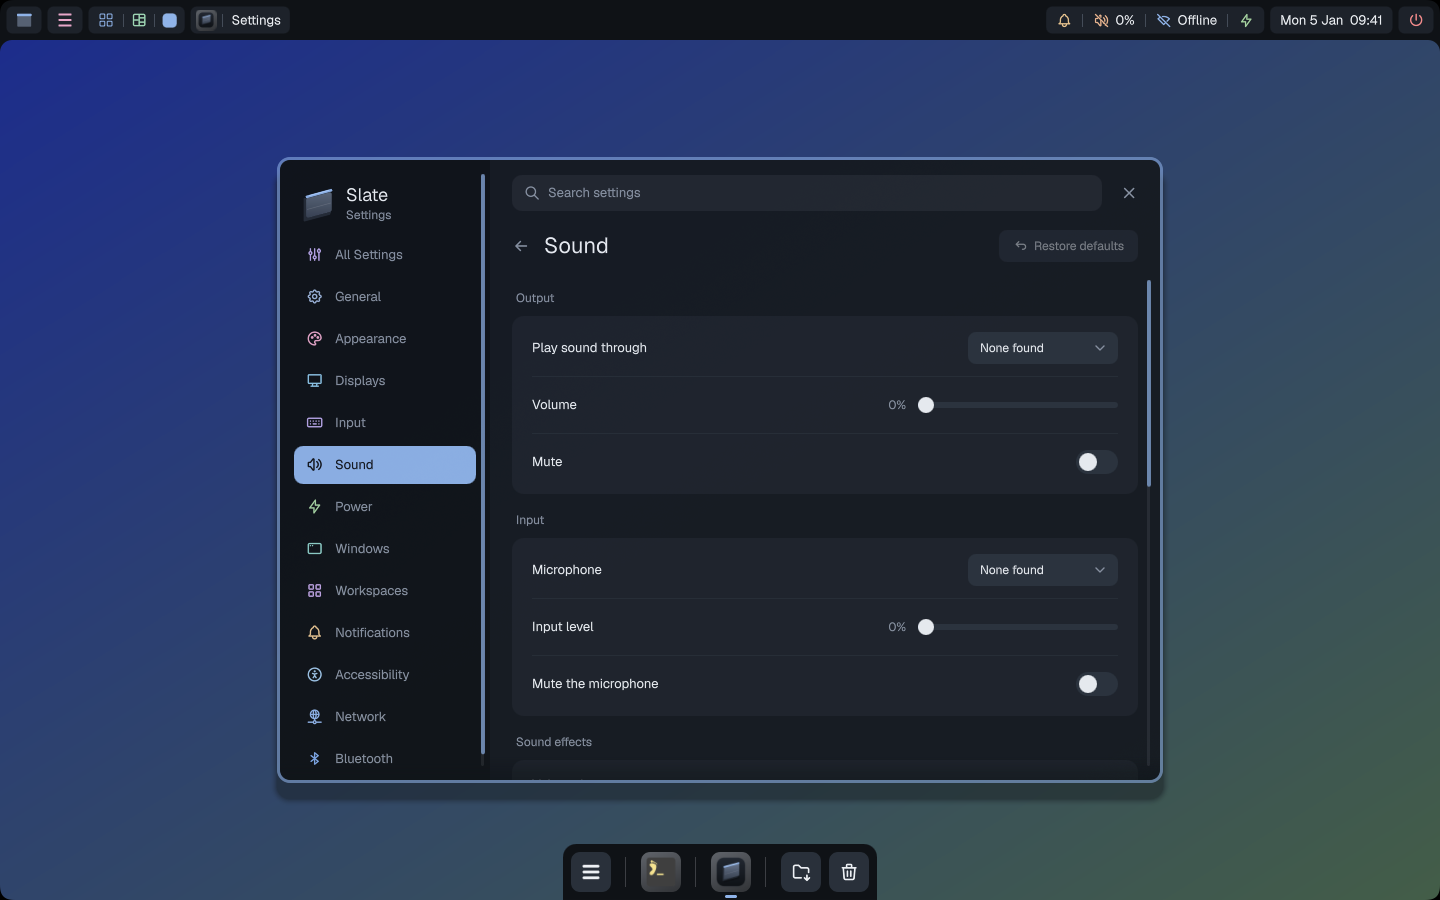 Settings
0%
Offline
Mon 5 Jan 09:41
Slate
Settings
Search settings
All Settings
General
Appearance
Displays
Input
Sound
Power
Windows
Workspaces
Notifications
Accessibility
Network
Bluetooth
Sound
Restore defaults
Output
Play sound through
None found
Volume
0%
Mute
Input
Microphone
None found
Input level
0%
Mute the microphone
Sound effects